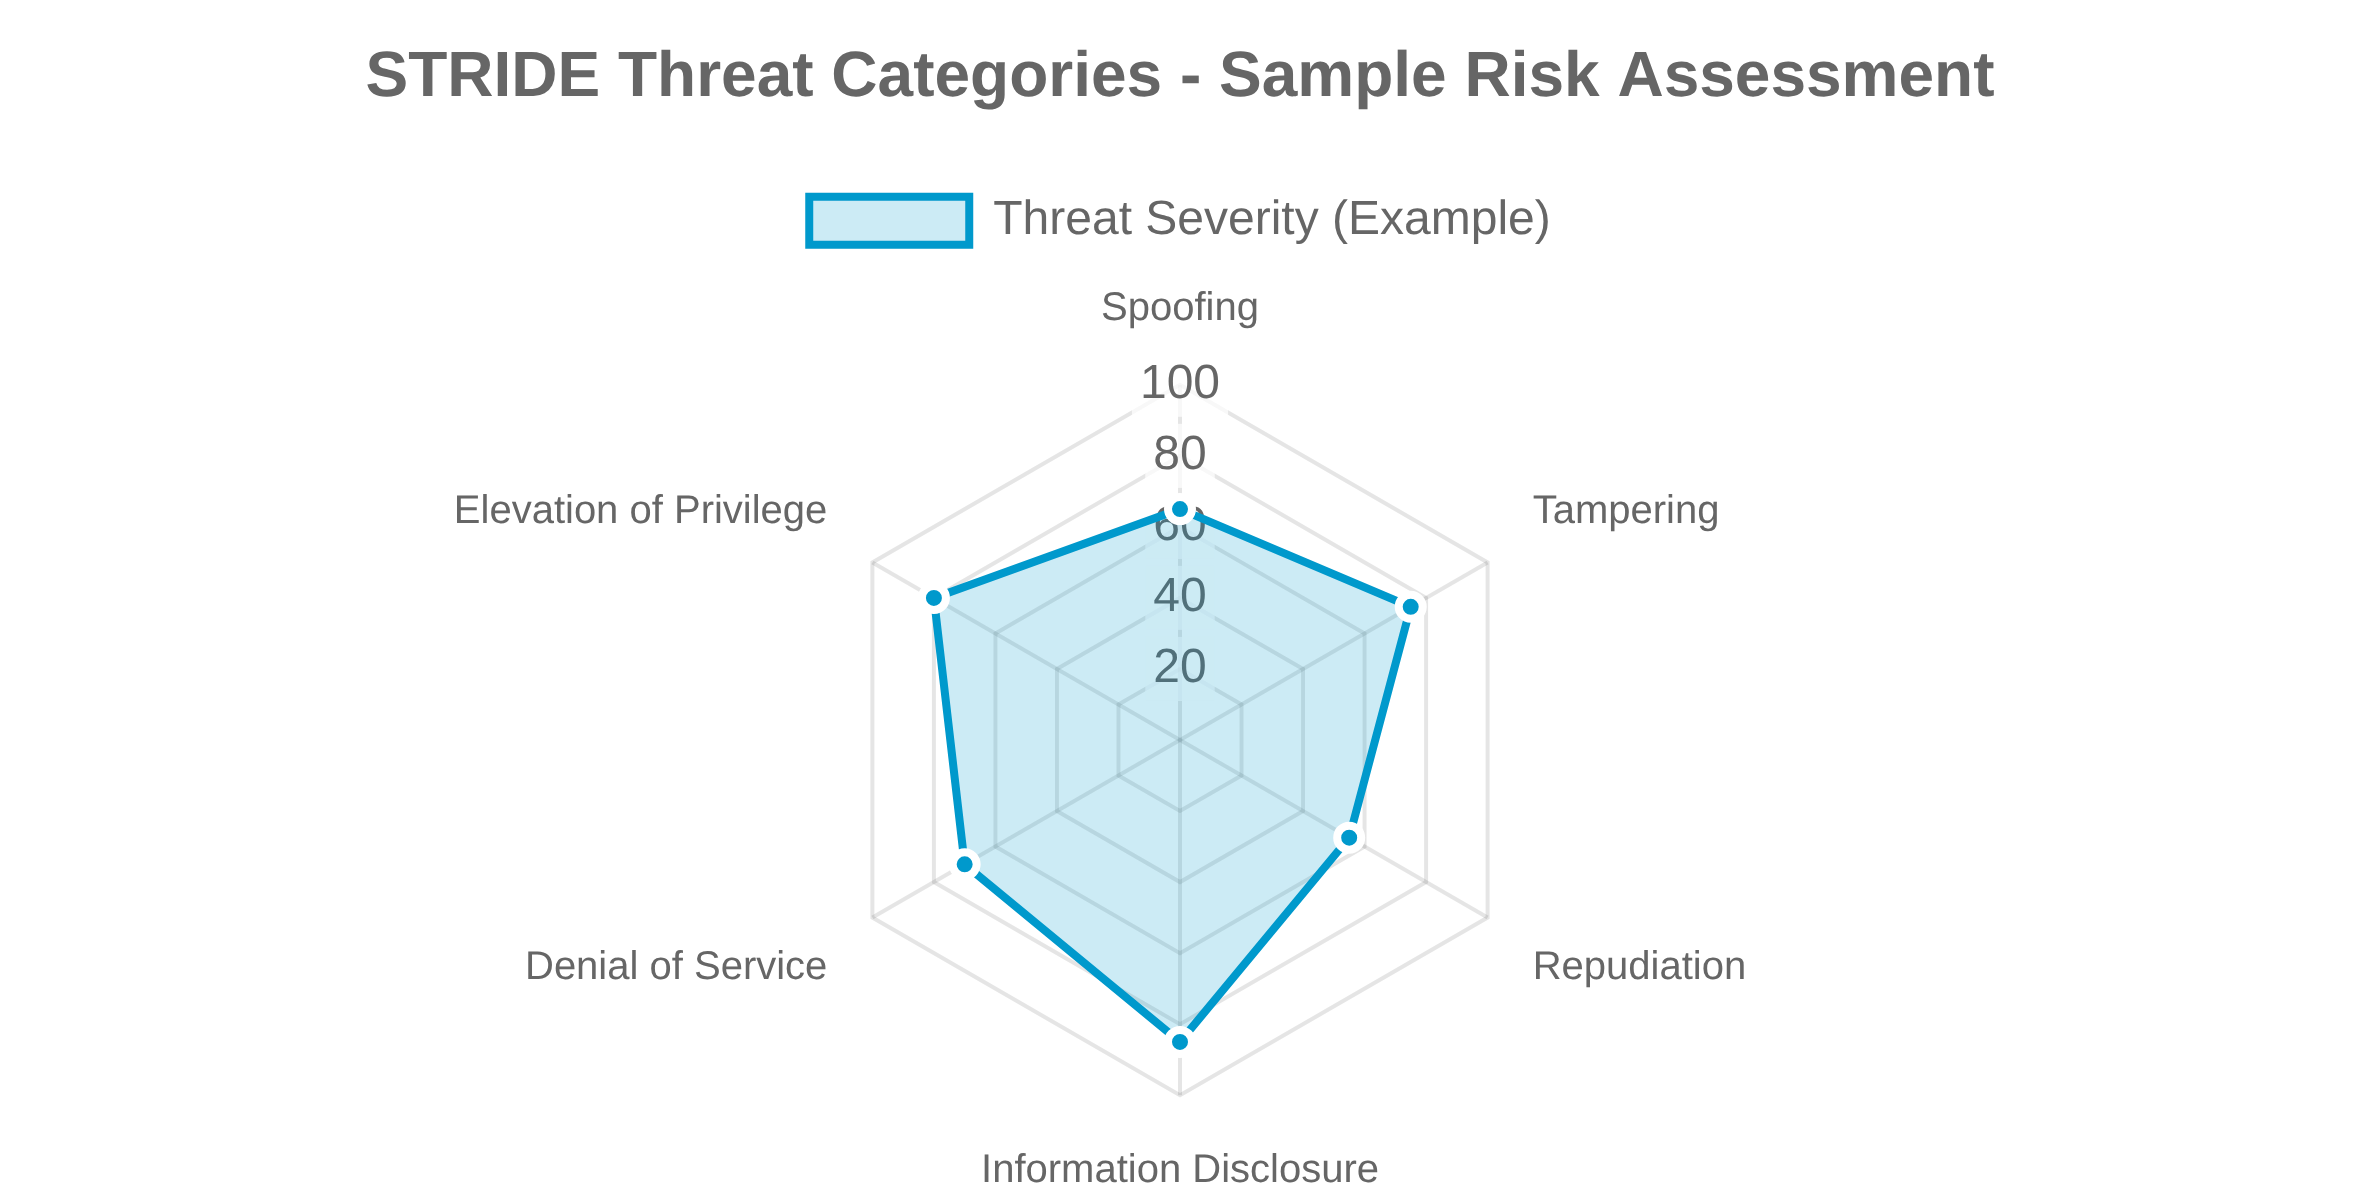 STRIDE Threat Categories - Sample Risk Assessment
Threat Severity (Example)
Spoofing
100
80
60
40
20
Elevation of Privilege
Tampering
Denial of Service
Repudiation
Information Disclosure